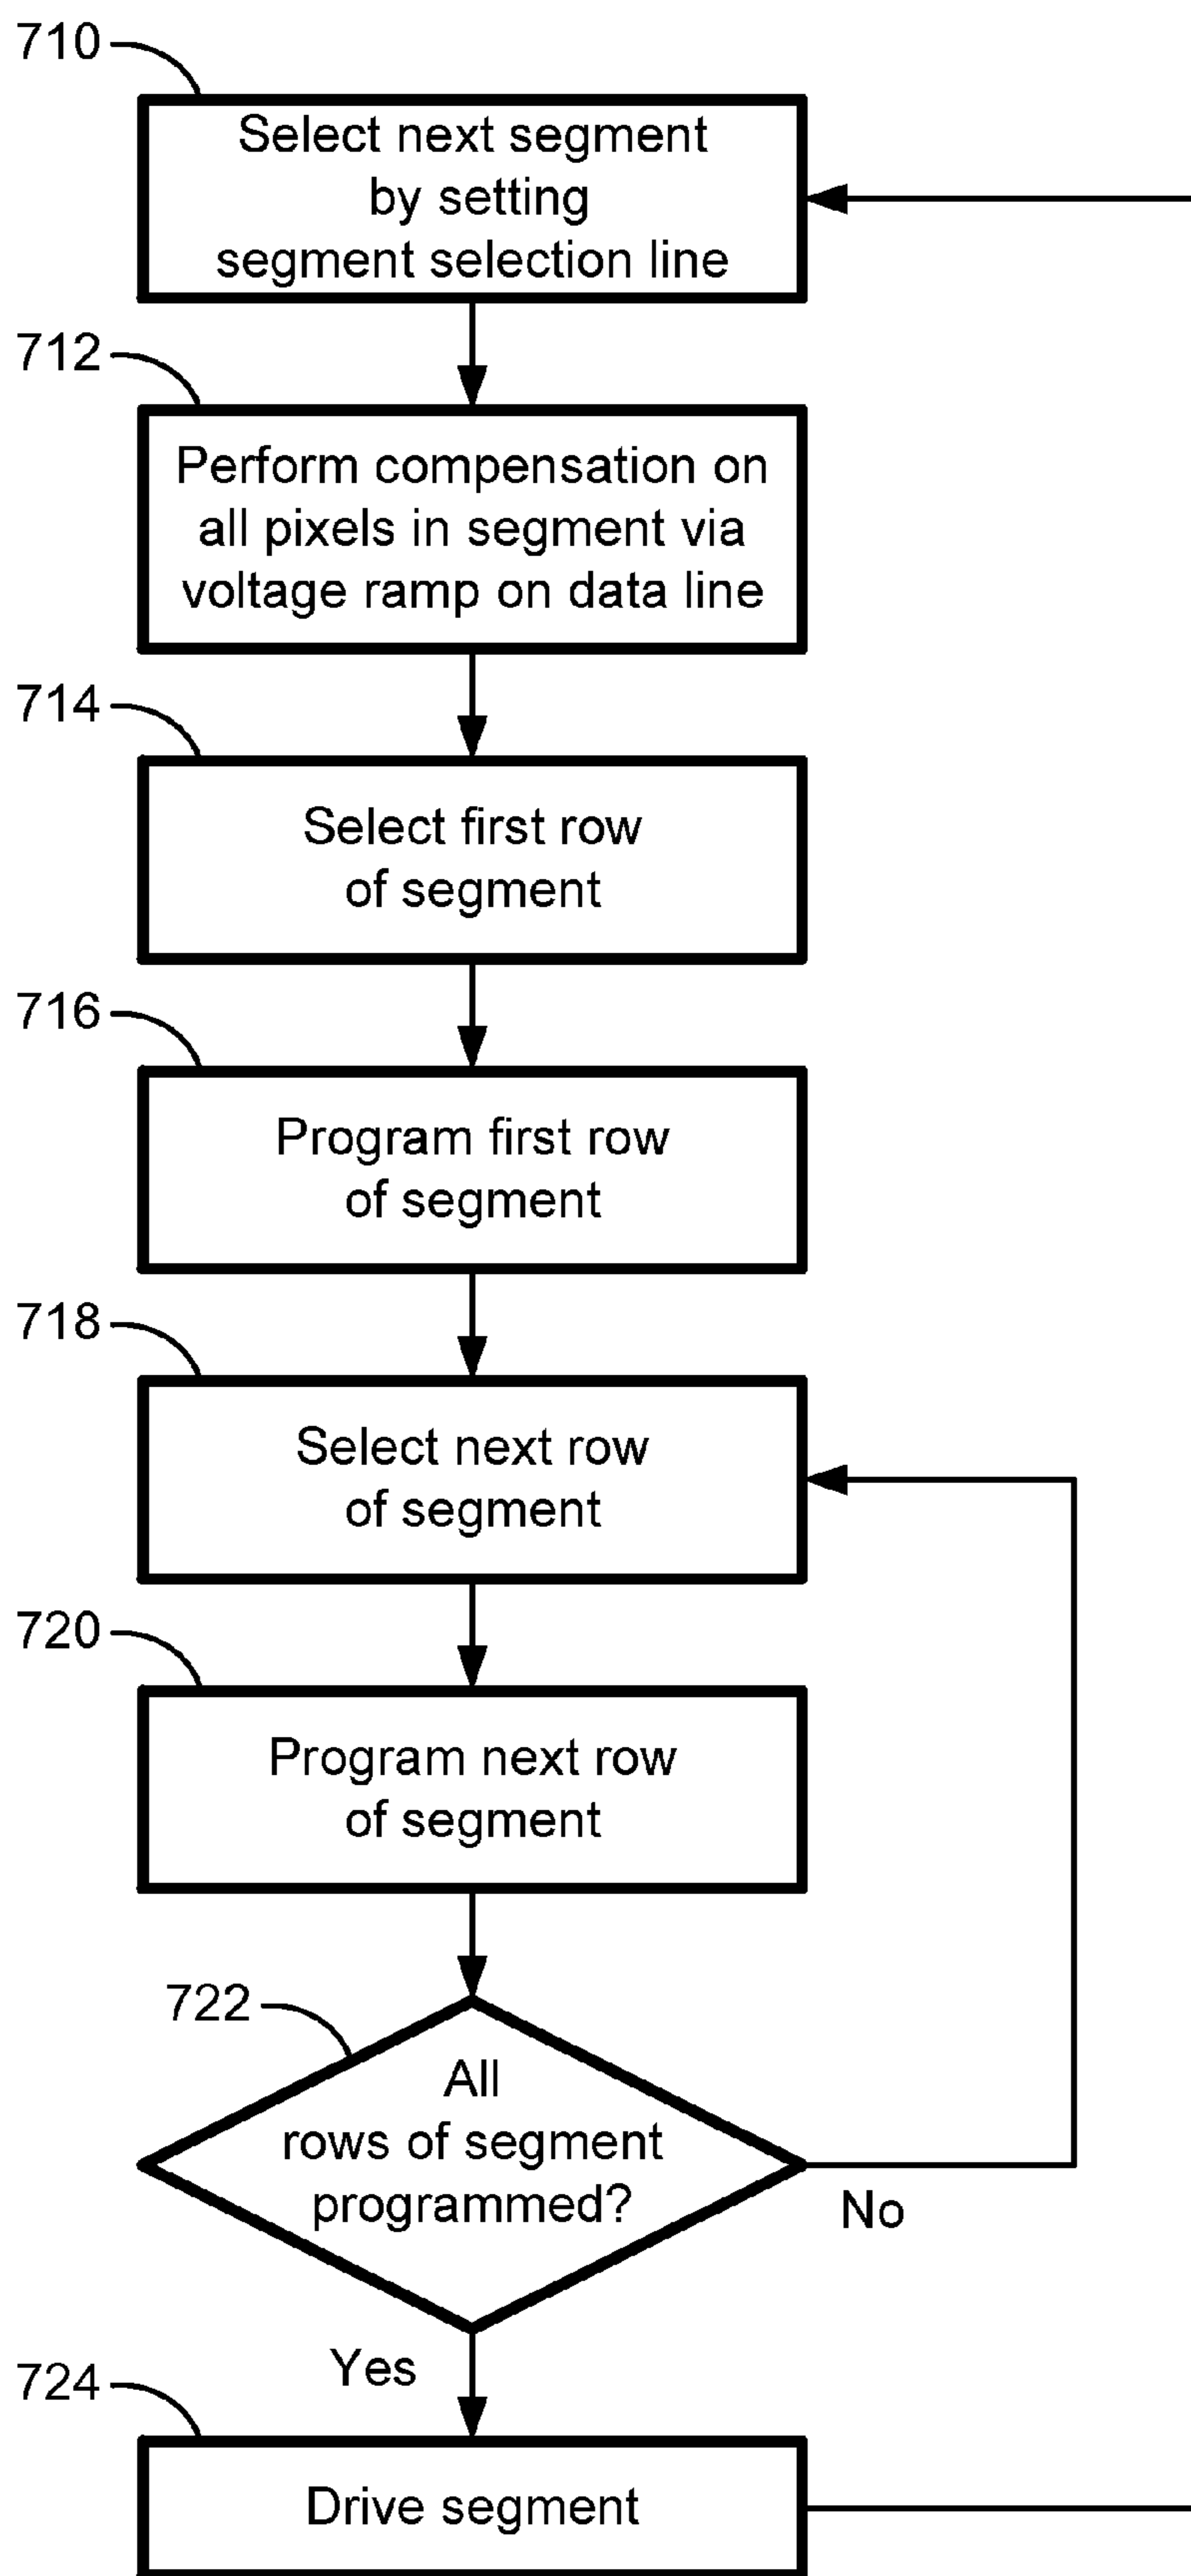 710
Select next segment
by setting
segment selection line
712
Perform compensation on
all pixels in segment via
voltage ramp on data line
714
Select first row
of segment
716
Program first row
of segment
718
Select next row
of segment
720
Program next row
of segment
722
All
rows of segment
programmed?
No
Yes
724
Drive segment